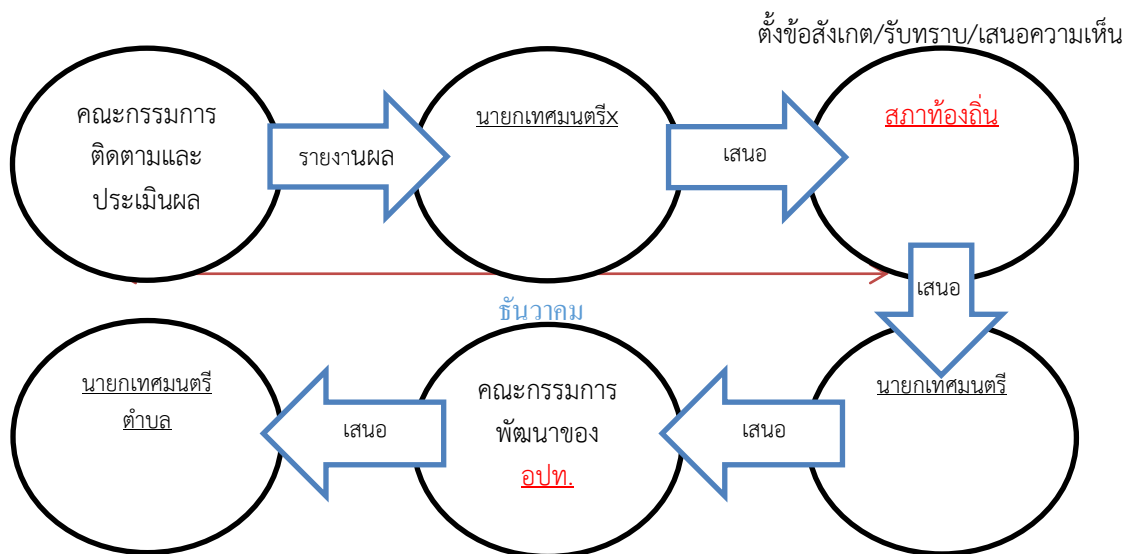 ตั้งข้อสังเกต/รับทราบ/เสนอความเห็น
คณะกรรมการ
ติดตามและ
ประเมินผล
รายงานผล
นายกเทศมนตรีx
เสนอ
สภาท้องถิ่น
เสนอ
ธันวาคม
นายกเทศมนตรี
ตำบล
เสนอ
คณะกรรมการ
พัฒนาของ
อปท.
เสนอ
นายกเทศมนตรี